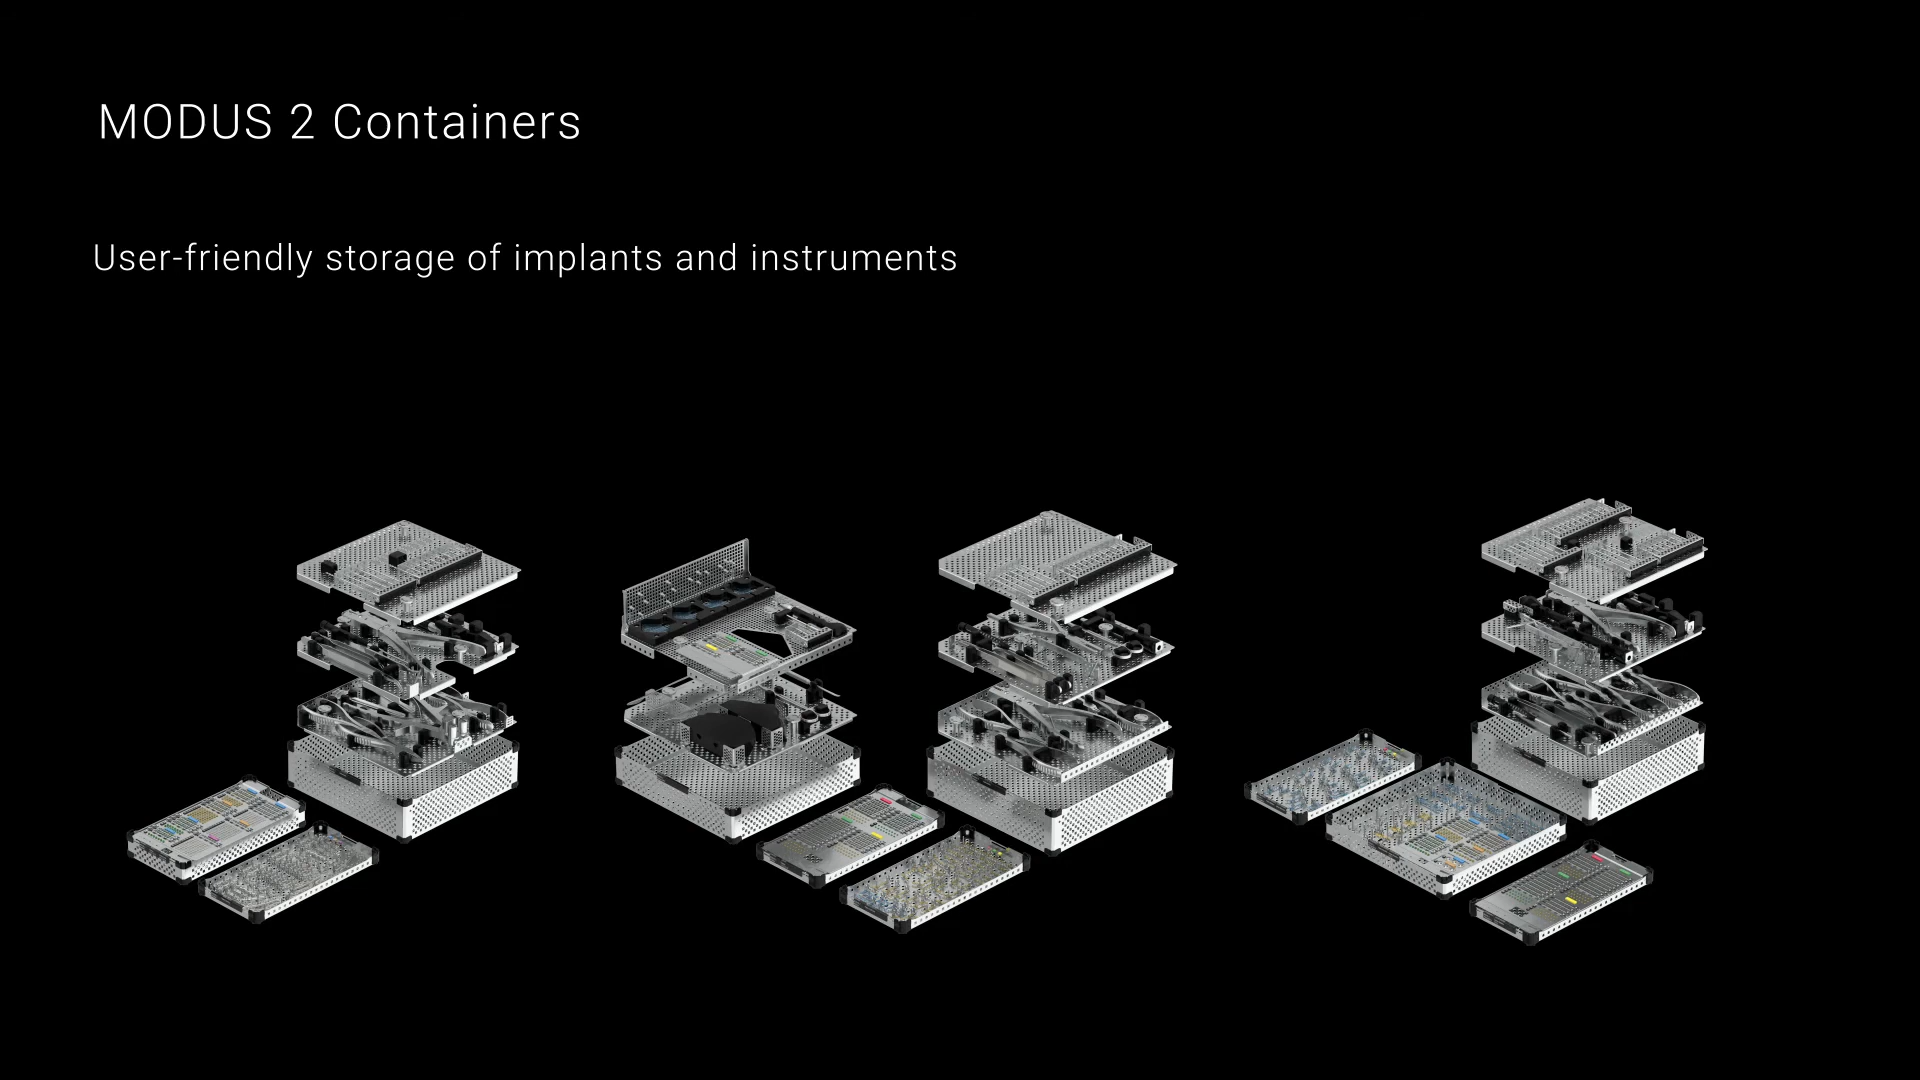 MODUS 2 Containers
User-friendly storage of implants and instruments